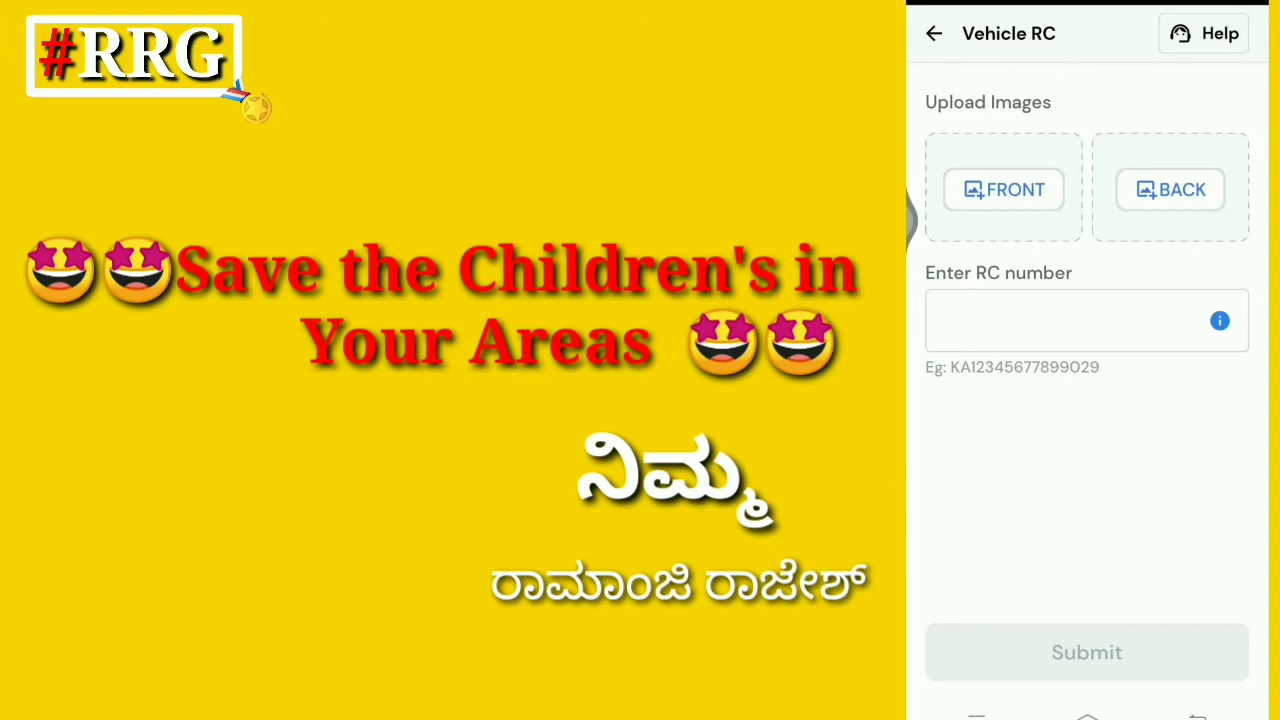 #RRG
Save the Children's in
Your Areas
ನಿಮ್ಮ
ರಾಮಾಂಜಿ ರಾಜೇಶ್
Vehicle RC
Help
Upload Images
FRONT
BACK
Enter RC number
Eg: KA12345677899029
Submit